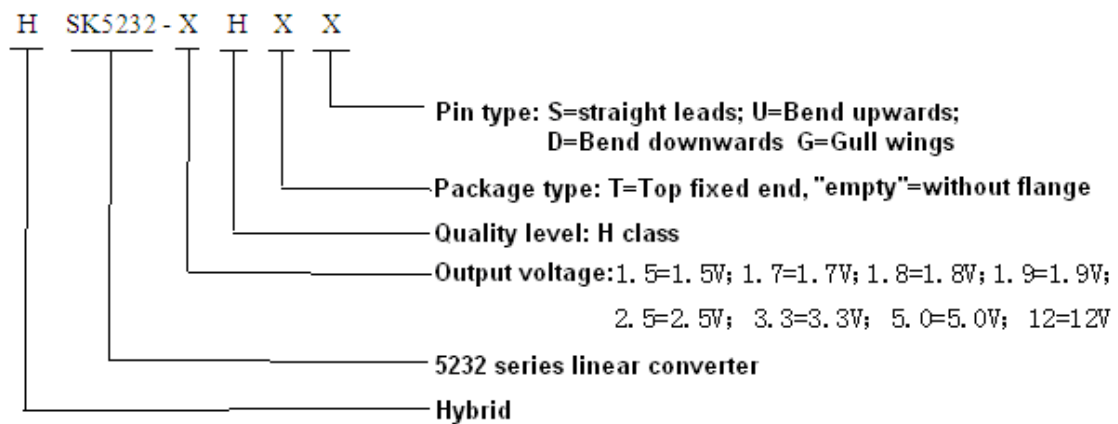 H SK5232 - X H X X
Pin type: S=straight leads; U=Bend upwards;
D=Bend downwards G=Gull wings
Package type: T=Top fixed end, "empty"=without flange
Quality level: H class
Output voltage:1.5=1.5V; 1.7=1.7V; 1.8=1.8V; 1.9=1.9V;
2.5=2.5V; 3.3=3.3V; 5.0=5.0V; 12=12V
5232 series linear converter
Hybrid